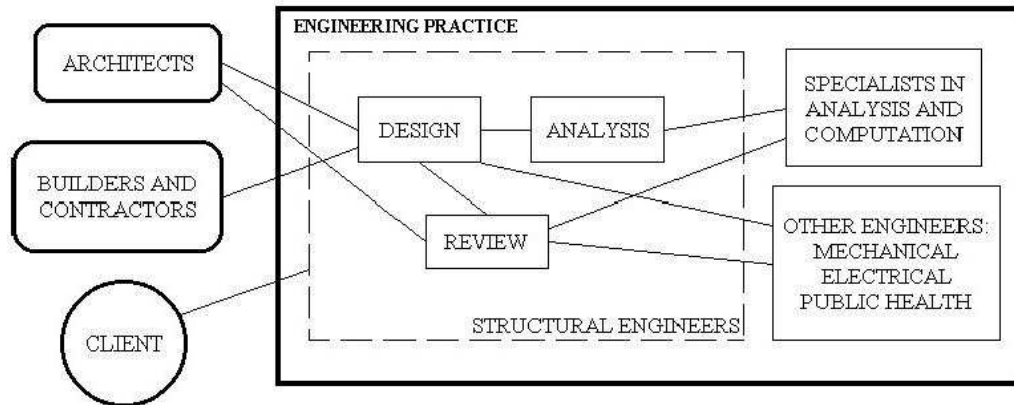 ENGINEERING PRACTICE
ARCHITECTS
DESIGN
ANALYSIS
SPECIALISTS IN
ANALYSIS AND
COMPUTATION
BUILDERS AND
CONTRACTORS
REVIEW
OTHER ENGINEERS:
MECHANICAL
ELECTRICAL
PUBLIC HEALTH
CLIENT
STRUCTURAL ENGINEERS